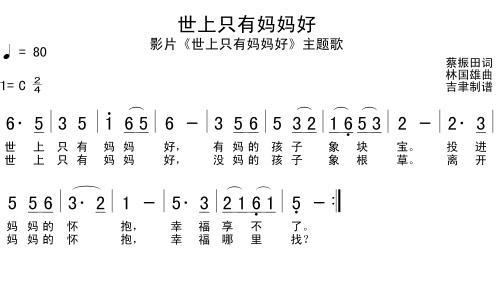 世上只有妈妈好
影片《世上只有妈妈好》主题歌
♩ = 80
蔡振田词
林国雄曲
吉聿制谱
1= C 2/4
6· 5 | 3 5 | 1 6 5 | 6 – | 3 5 6 | 5 3 2 | 1 6 5 3 | 2 – | 2· 3 |
世 上 只 有 妈 妈 好, 有 妈 的 孩 子 象 块 宝。 投 进
世 上 只 有 妈 妈 好, 没 妈 的 孩 子 象 根 草。 离 开
5 5 6 | 3· 2 | 1 – | 5· 3 | 2 1 6 1 | 5 – :|
妈 妈 的 怀 抱, 幸 福 享 不 了。
妈 妈 的 怀 抱, 幸 福 哪 里 找?